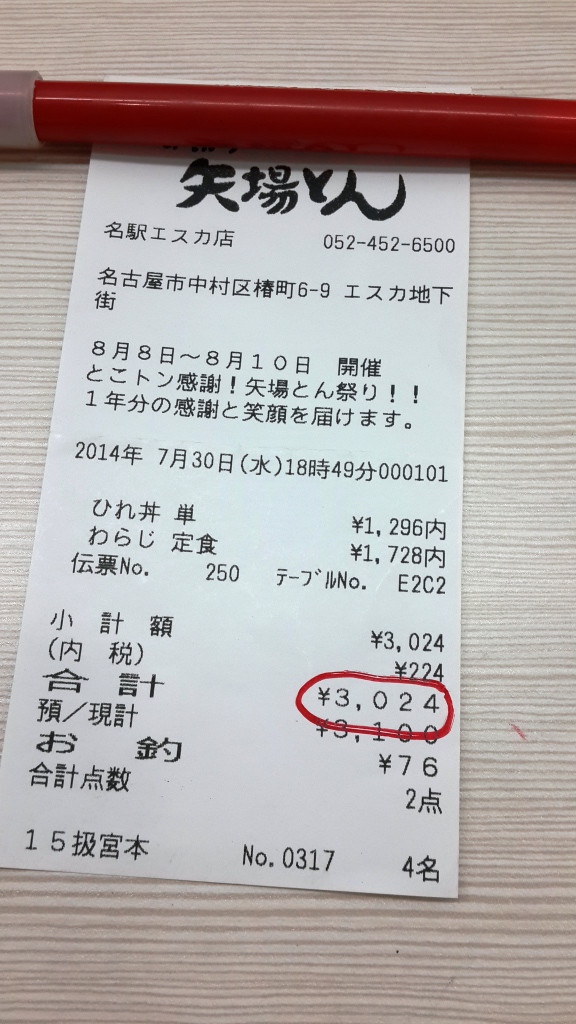 矢場とん
名駅エスカ店 052-452-6500
名古屋市中村区椿町6-9 エスカ地下
街
8月8日~8月10日 開催
とことン感謝!矢場とん祭り!!
1年分の感謝と笑顔を届けます。
2014年 7月30日(水)18時49分000101
ひれ丼 単 ¥1,296内
わらじ 定食 ¥1,728内
伝票No. 250 テーブルNo. E2C2
小 計 額 ¥3,024
(内 税) ¥224
合 計 ¥3,024
預/現計 ¥3,100
お 釣 ¥76
合計点数 2点
15扱宮本 No.0317 4名